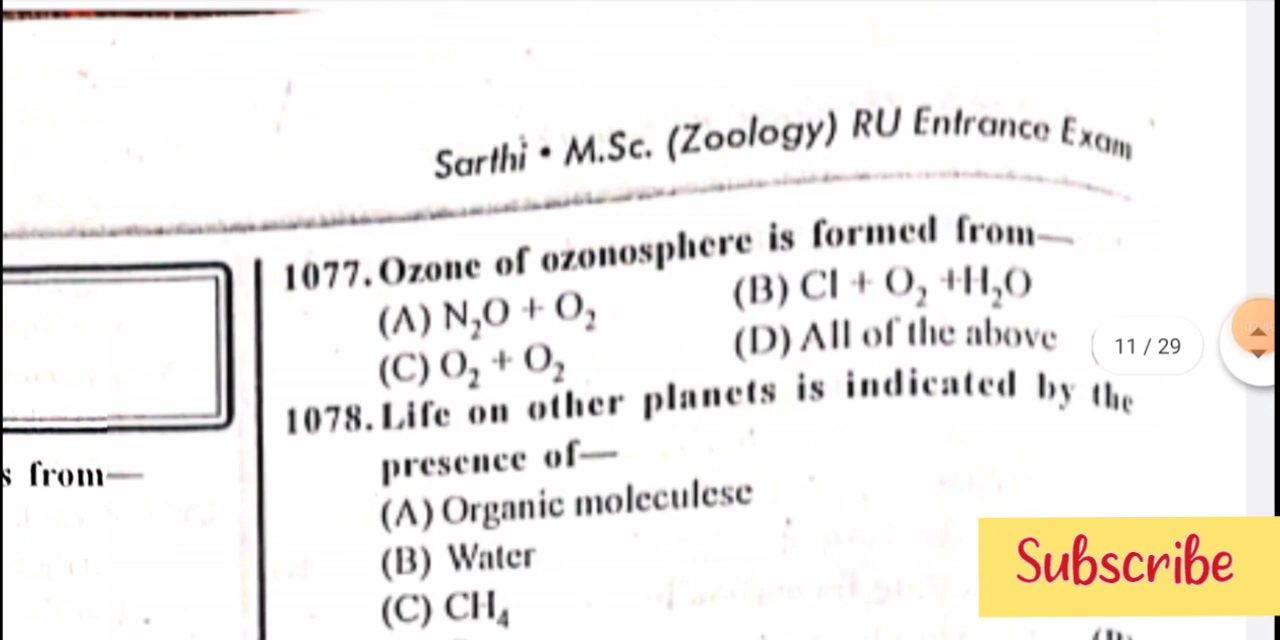 Sarthi • M.Sc. (Zoology) RU Entrance Exam
1077. Ozone of ozonosphere is formed from—
(A) N₂O + O₂ (B) Cl + O₂ +H₂O
(C) O₂ + O₂ (D) All of the above
11 / 29
1078. Life on other planets is indicated by the
presence of—
s from—
(A) Organic moleculese
(B) Water
Subscribe
(C) CH₄